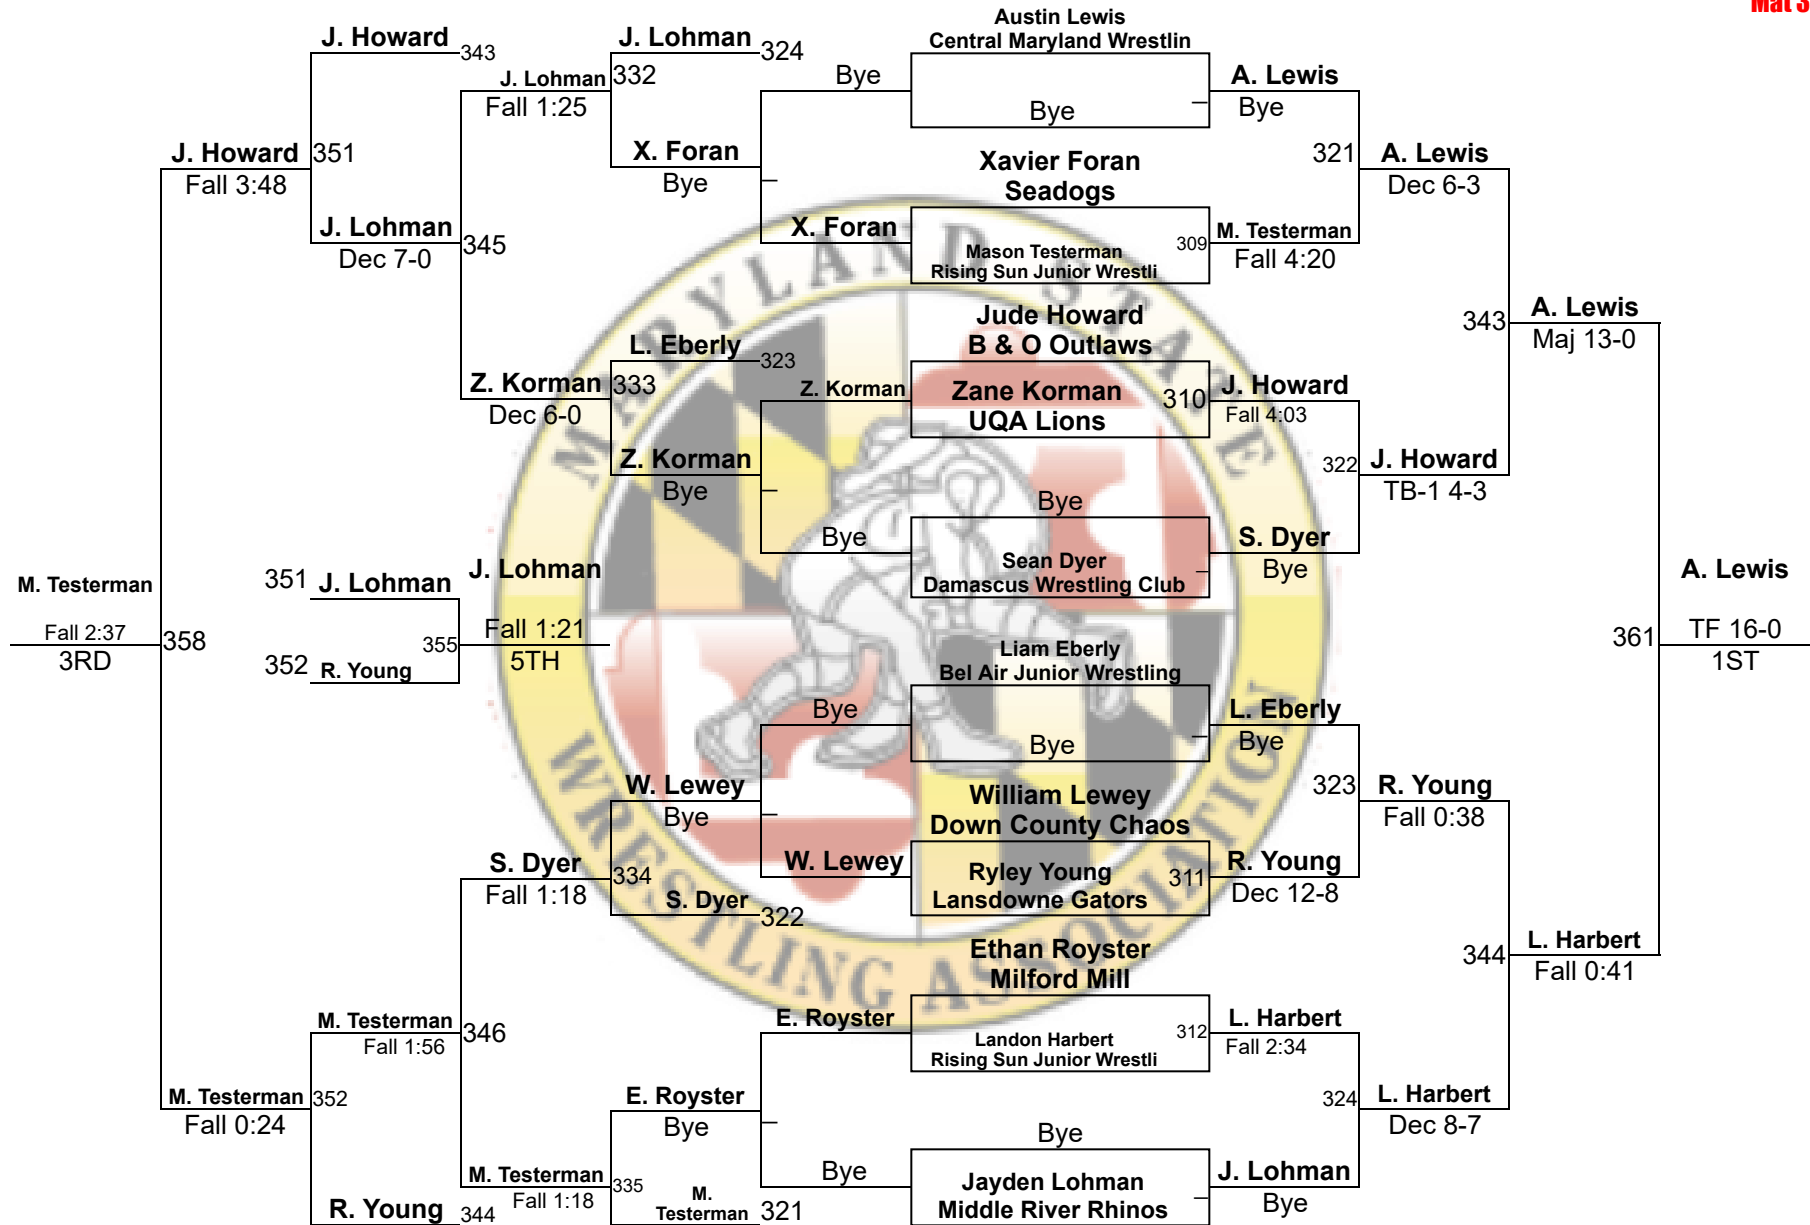 Mat 3
Austin Lewis
Central Maryland Wrestlin
J. Howard 343
J. Lohman 324
J. Lohman 332
Fall 1:25
Bye
Bye
–
A. Lewis
Bye
J. Howard 351
Fall 3:48
X. Foran
Bye
–
Xavier Foran
Seadogs
321
A. Lewis
Dec 6-3
J. Lohman
Dec 7-0
345
X. Foran
Mason Testerman
Rising Sun Junior Wrestli
309
M. Testerman
Fall 4:20
Jude Howard
B & O Outlaws
343
A. Lewis
Maj 13-0
L. Eberly 323
Z. Korman 333
Dec 6-0
Z. Korman
Zane Korman
UQA Lions
310
J. Howard
Fall 4:03
Z. Korman
Bye
–
322
J. Howard
TB-1 4-3
Bye
Bye
Sean Dyer
Damascus Wrestling Club
–
S. Dyer
Bye
M. Testerman
Fall 2:37
3RD
358
351 J. Lohman
352 R. Young
355
J. Lohman
Fall 1:21
5TH
A. Lewis
361
TF 16-0
1ST
Liam Eberly
Bel Air Junior Wrestling
Bye
Bye
–
L. Eberly
Bye
W. Lewey
Bye
William Lewey
Down County Chaos
323
R. Young
Fall 0:38
S. Dyer
Fall 1:18
334
W. Lewey
Ryley Young
Lansdowne Gators
311
R. Young
Dec 12-8
S. Dyer 322
Ethan Royster
Milford Mill
344
L. Harbert
Fall 0:41
M. Testerman
Fall 1:56
346
E. Royster
Landon Harbert
Rising Sun Junior Wrestli
312
L. Harbert
Fall 2:34
M. Testerman 352
Fall 0:24
E. Royster
Bye
–
324
L. Harbert
Dec 8-7
Bye
Bye
M. Testerman
Fall 1:18
335
Jayden Lohman
Middle River Rhinos
–
J. Lohman
Bye
R. Young 344
M.
Testerman 321
MARYLAND STATE
WRESTLING ASSOCIATION